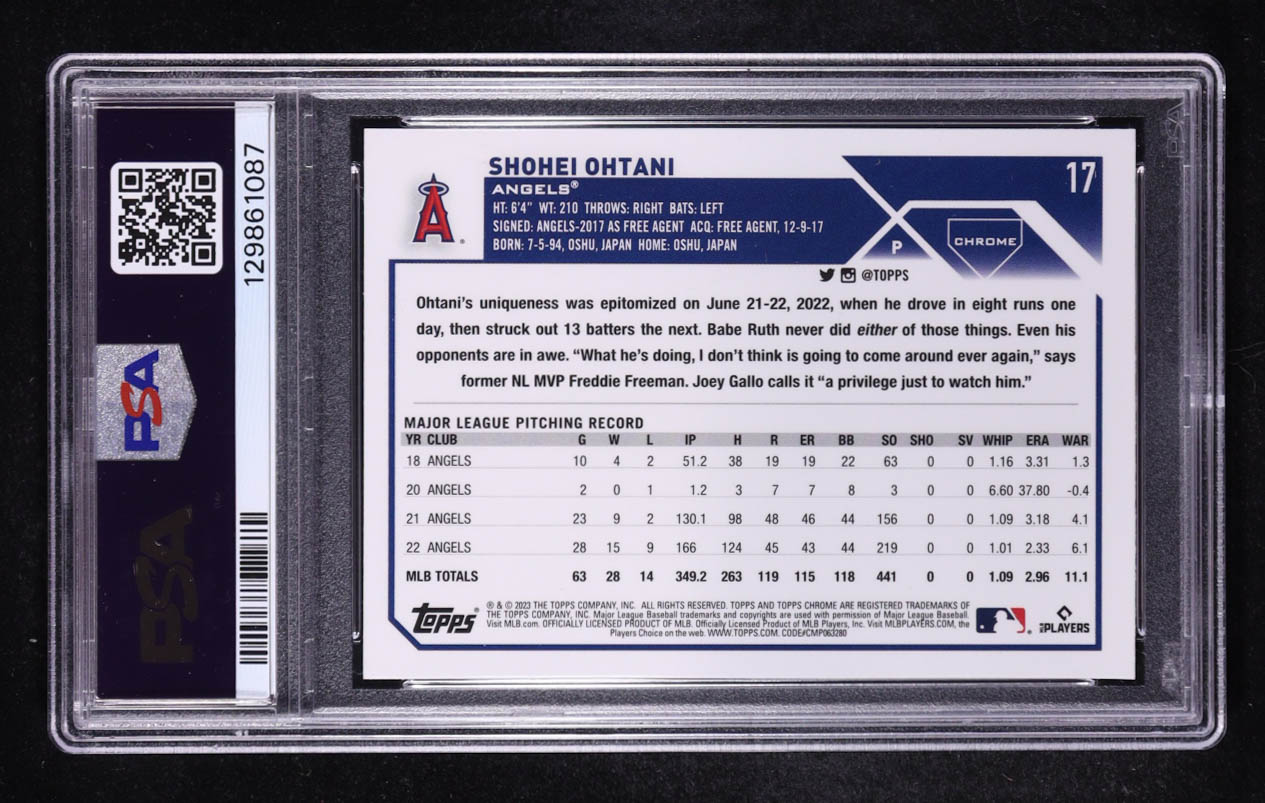 129861087
PSA
PSA
PSA
SHOHEI OHTANI
17
ANGELS®
HT: 6'4" WT: 210 THROWS: RIGHT BATS: LEFT
SIGNED: ANGELS-2017 AS FREE AGENT ACQ: FREE AGENT, 12-9-17
BORN: 7-5-94, OSHU, JAPAN HOME: OSHU, JAPAN
A
P
CHROME
@TOPPS
Ohtani's uniqueness was epitomized on June 21-22, 2022, when he drove in eight runs one
day, then struck out 13 batters the next. Babe Ruth never did either of those things. Even his
opponents are in awe. “What he's doing, I don't think is going to come around ever again,” says
former NL MVP Freddie Freeman. Joey Gallo calls it “a privilege just to watch him.”
MAJOR LEAGUE PITCHING RECORD
YR CLUB G W L IP H R ER BB SO SHO SV WHIP ERA WAR
18 ANGELS 10 4 2 51.2 38 19 19 22 63 0 0 1.16 3.31 1.3
20 ANGELS 2 0 1 1.2 3 7 7 8 3 0 0 6.60 37.80 -0.4
21 ANGELS 23 9 2 130.1 98 48 46 44 156 0 0 1.09 3.18 4.1
22 ANGELS 28 15 9 166 124 45 43 44 219 0 0 1.01 2.33 6.1
MLB TOTALS 63 28 14 349.2 263 119 115 118 441 0 0 1.09 2.96 11.1
Topps®
® & © 2023 THE TOPPS COMPANY, INC. ALL RIGHTS RESERVED. TOPPS AND TOPPS CHROME ARE REGISTERED TRADEMARKS OF
THE TOPPS COMPANY, INC. Major League Baseball trademarks and copyrights are used with permission of Major League Baseball.
Visit MLB.com. OFFICIALLY LICENSED PRODUCT OF MLB. Officially Licensed Product of MLB Players, Inc. Visit MLBPLAYERS.COM, the
Players Choice on the web. WWW.TOPPS.COM. CODE#CMP063280
MLB PLAYERS